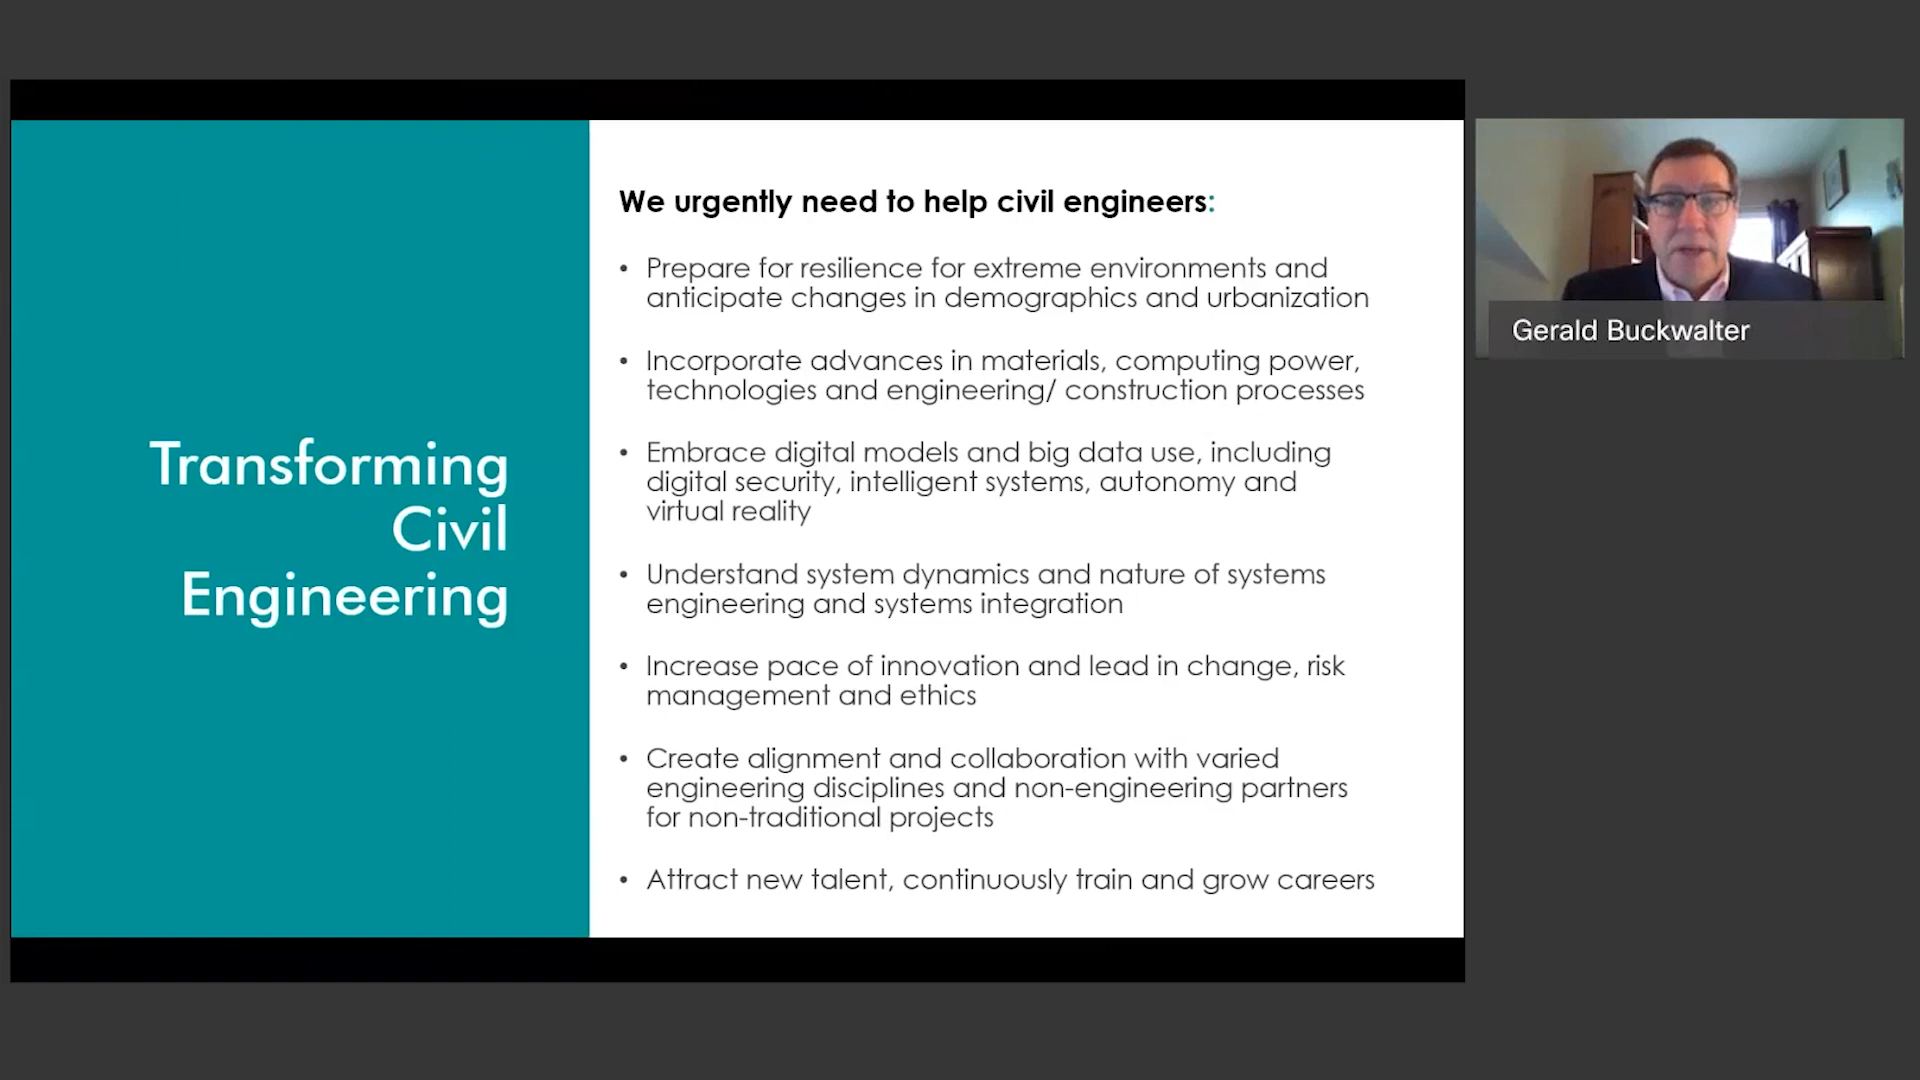 Transforming
Civil
Engineering
We urgently need to help civil engineers:
• Prepare for resilience for extreme environments and
anticipate changes in demographics and urbanization
• Incorporate advances in materials, computing power,
technologies and engineering/ construction processes
• Embrace digital models and big data use, including
digital security, intelligent systems, autonomy and
virtual reality
• Understand system dynamics and nature of systems
engineering and systems integration
• Increase pace of innovation and lead in change, risk
management and ethics
• Create alignment and collaboration with varied
engineering disciplines and non-engineering partners
for non-traditional projects
• Attract new talent, continuously train and grow careers
Gerald Buckwalter